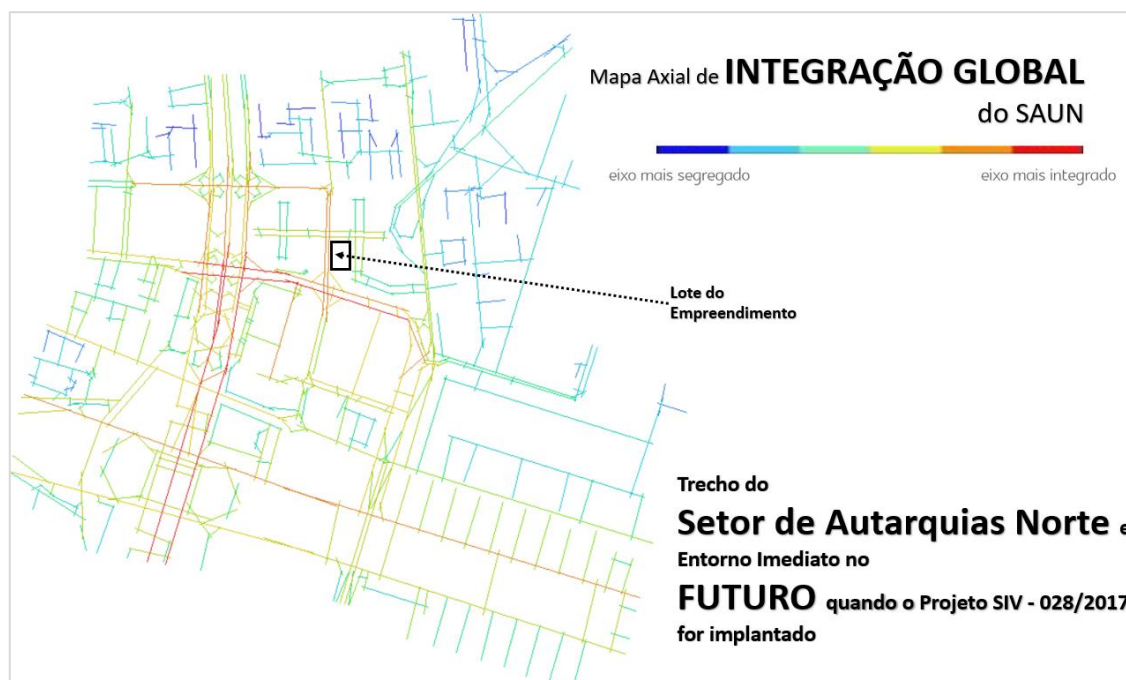 Mapa Axial de INTEGRAÇÃO GLOBAL
do SAUN
eixo mais segregado
eixo mais integrado
Lote do
Empreendimento
Trecho do
Setor de Autarquias Norte e
Entorno Imediato no
FUTURO quando o Projeto SIV - 028/2017
for implantado